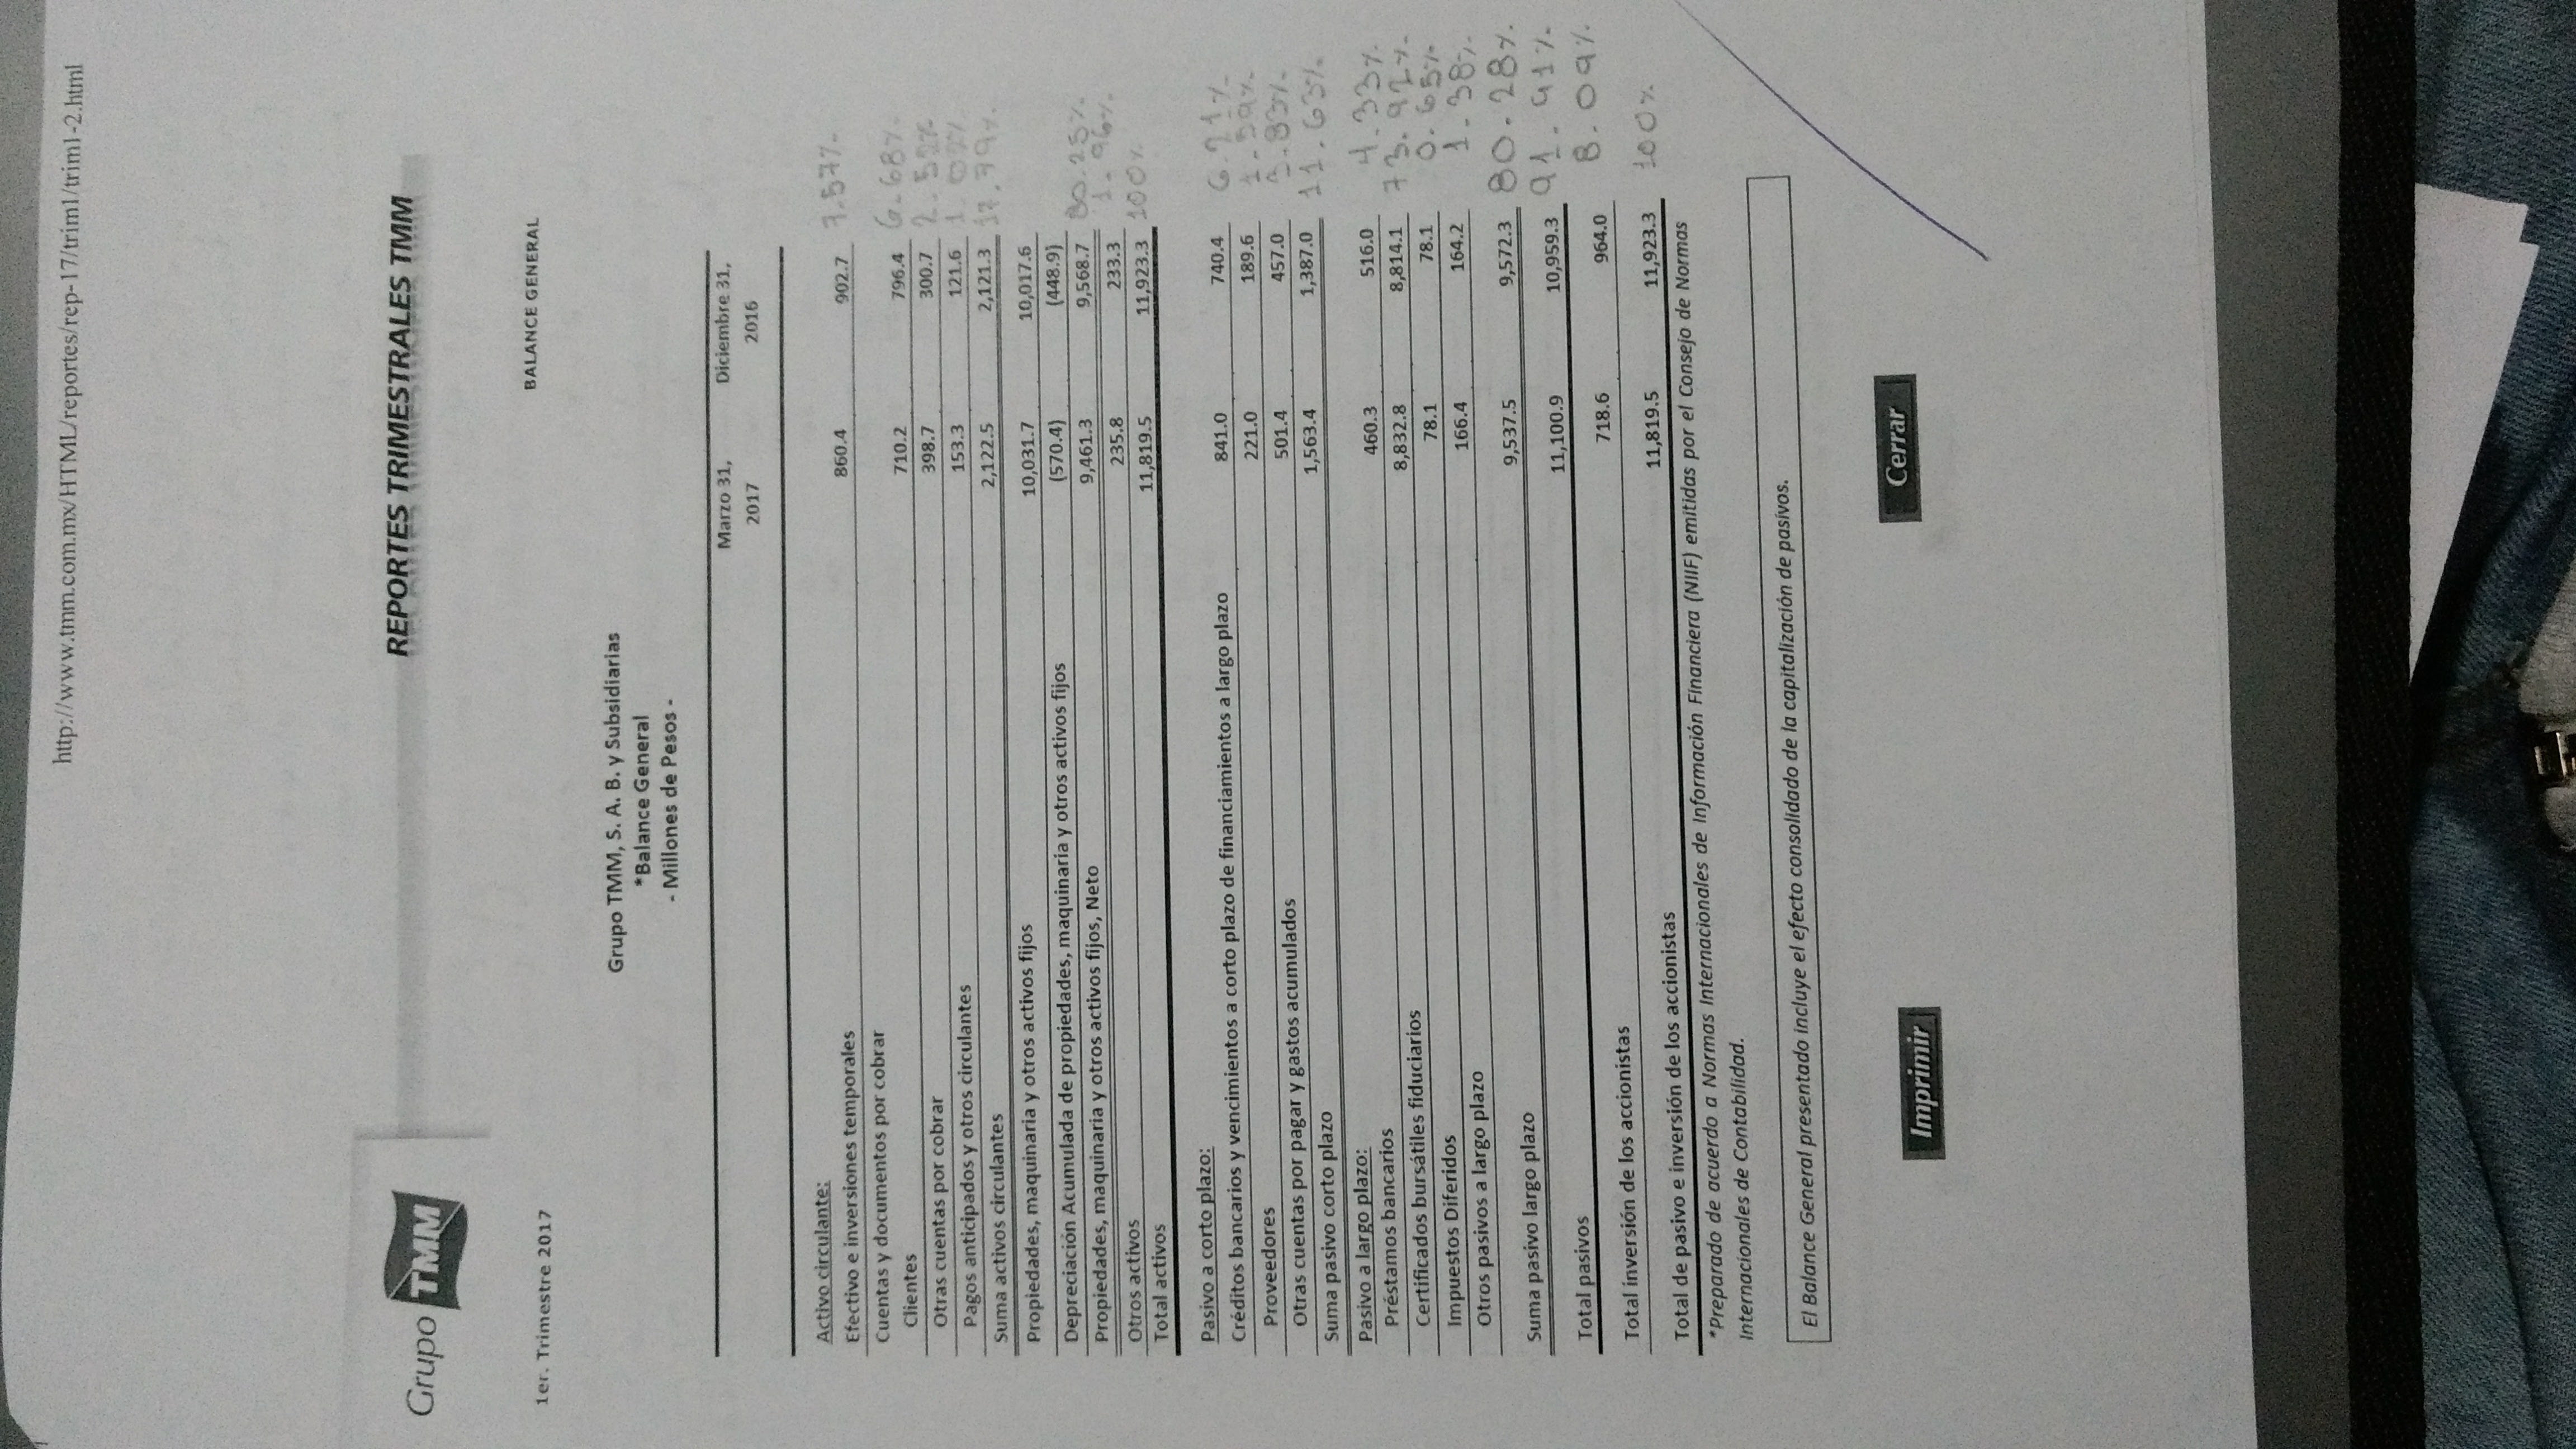 http://www.tmm.com.mx/HTML/reportes/rep-17/trim1/trim1-2.html
Grupo TMM
REPORTES TRIMESTRALES TMM
1er. Trimestre 2017 BALANCE GENERAL
Grupo TMM, S. A. B. y Subsidiarias
*Balance General
- Millones de Pesos -
Marzo 31, Diciembre 31,
2017 2016
Activo circulante:
Efectivo e inversiones temporales 860.4 902.7 7.57%
Cuentas y documentos por cobrar
Clientes 710.2 796.4 6.68%
Otras cuentas por cobrar 398.7 300.7 2.52%
Pagos anticipados y otros circulantes 153.3 121.6 1.02%
Suma activos circulantes 2,122.5 2,121.3 17.79%
Propiedades, maquinaria y otros activos fijos 10,031.7 10,017.6
Depreciación Acumulada de propiedades, maquinaria y otros activos fijos (570.4) (448.9)
Propiedades, maquinaria y otros activos fijos, Neto 9,461.3 9,568.7 80.25%
Otros activos 235.8 233.3 1.96%
Total activos 11,819.5 11,923.3 100%
Pasivo a corto plazo:
Créditos bancarios y vencimientos a corto plazo de financiamientos a largo plazo 841.0 740.4 6.21%
Proveedores 221.0 189.6 1.59%
Otras cuentas por pagar y gastos acumulados 501.4 457.0 3.83%
Suma pasivo corto plazo 1,563.4 1,387.0 11.63%
Pasivo a largo plazo:
Préstamos bancarios 460.3 516.0 4.33%
Certificados bursátiles fiduciarios 8,832.8 8,814.1 73.92%
Impuestos Diferidos 78.1 78.1 0.65%
Otros pasivos a largo plazo 166.4 164.2 1.38%
Suma pasivo largo plazo 9,537.5 9,572.3 80.28%
Total pasivos 11,100.9 10,959.3 91.91%
Total inversión de los accionistas 718.6 964.0 8.09%
Total de pasivo e inversión de los accionistas 11,819.5 11,923.3 100%
*Preparado de acuerdo a Normas Internacionales de Información Financiera (NIIF) emitidas por el Consejo de Normas
Internacionales de Contabilidad.
El Balance General presentado incluye el efecto consolidado de la capitalización de pasivos.
Imprimir Cerrar